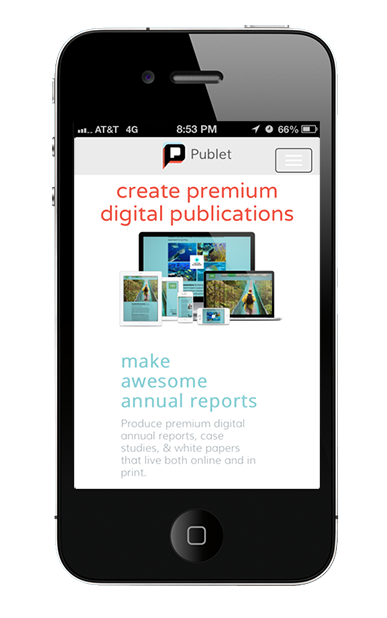 AT&T 4G 8:53 PM 66%
Publet
create premium
digital publications
make
awesome
annual reports
Produce premium digital
annual reports, case
studies, & white papers
that live both online and in
print.